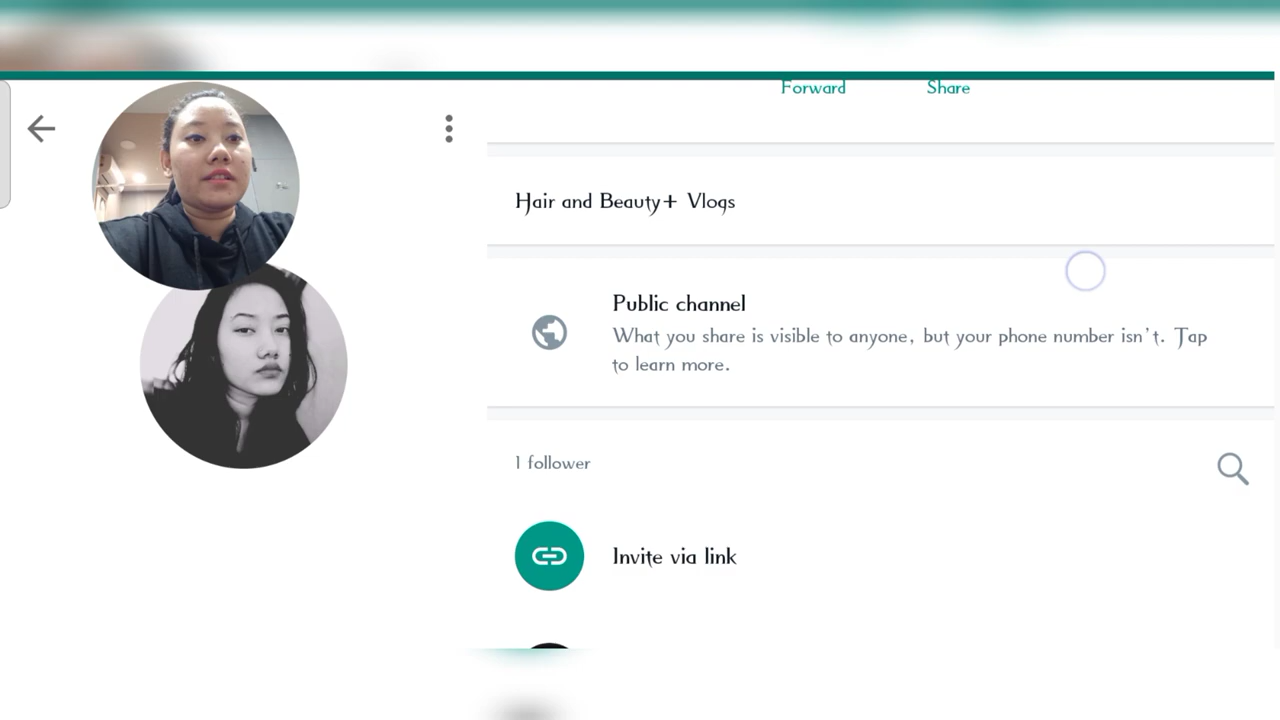 Forward Share
Hair and Beauty+ Vlogs
Public channel
What you share is visible to anyone, but your phone number isn't. Tap
to learn more.
1 follower
Invite via link